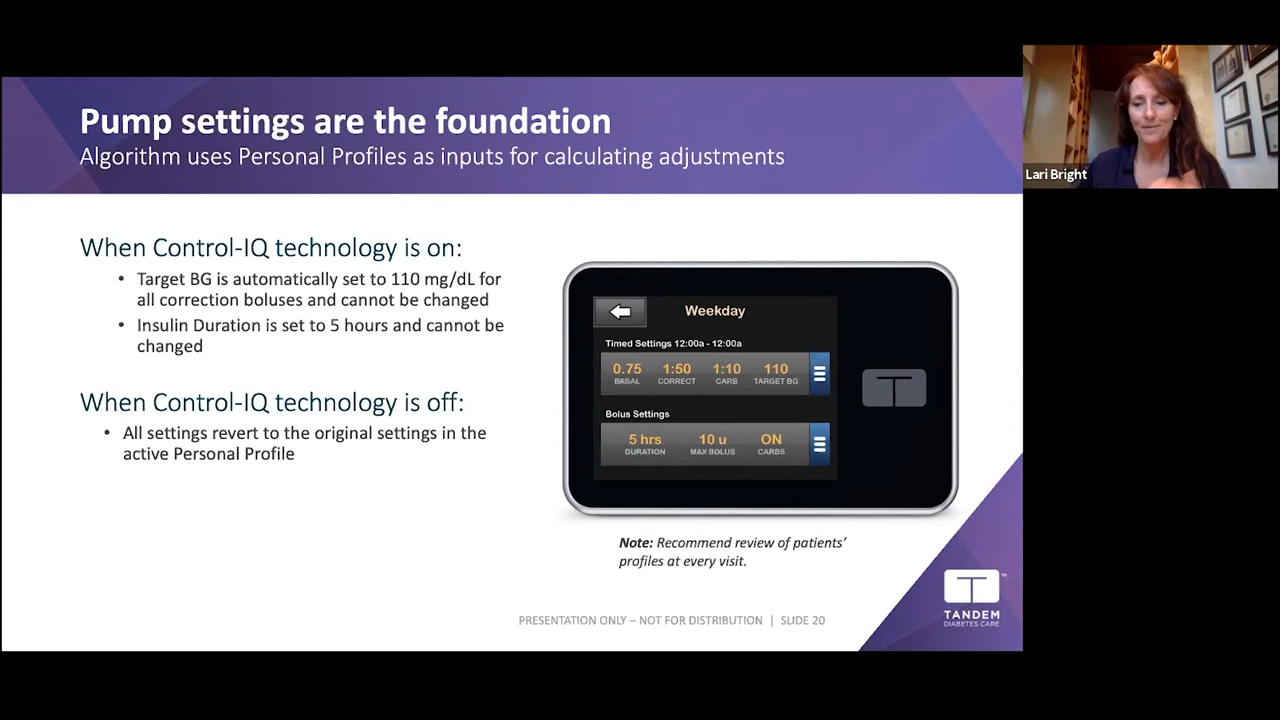 Pump settings are the foundation
Algorithm uses Personal Profiles as inputs for calculating adjustments
Lari Bright
When Control-IQ technology is on:
• Target BG is automatically set to 110 mg/dL for
all correction boluses and cannot be changed
• Insulin Duration is set to 5 hours and cannot be
changed
When Control-IQ technology is off:
• All settings revert to the original settings in the
active Personal Profile
Weekday
Timed Settings 12:00a - 12:00a
0.75 1:50 1:10 110
BASAL CORRECT CARB TARGET BG
Bolus Settings
5 hrs 10 u ON
DURATION MAX BOLUS CARBS
Note: Recommend review of patients’
profiles at every visit.
TANDEM
DIABETES CARE
PRESENTATION ONLY – NOT FOR DISTRIBUTION | SLIDE 20